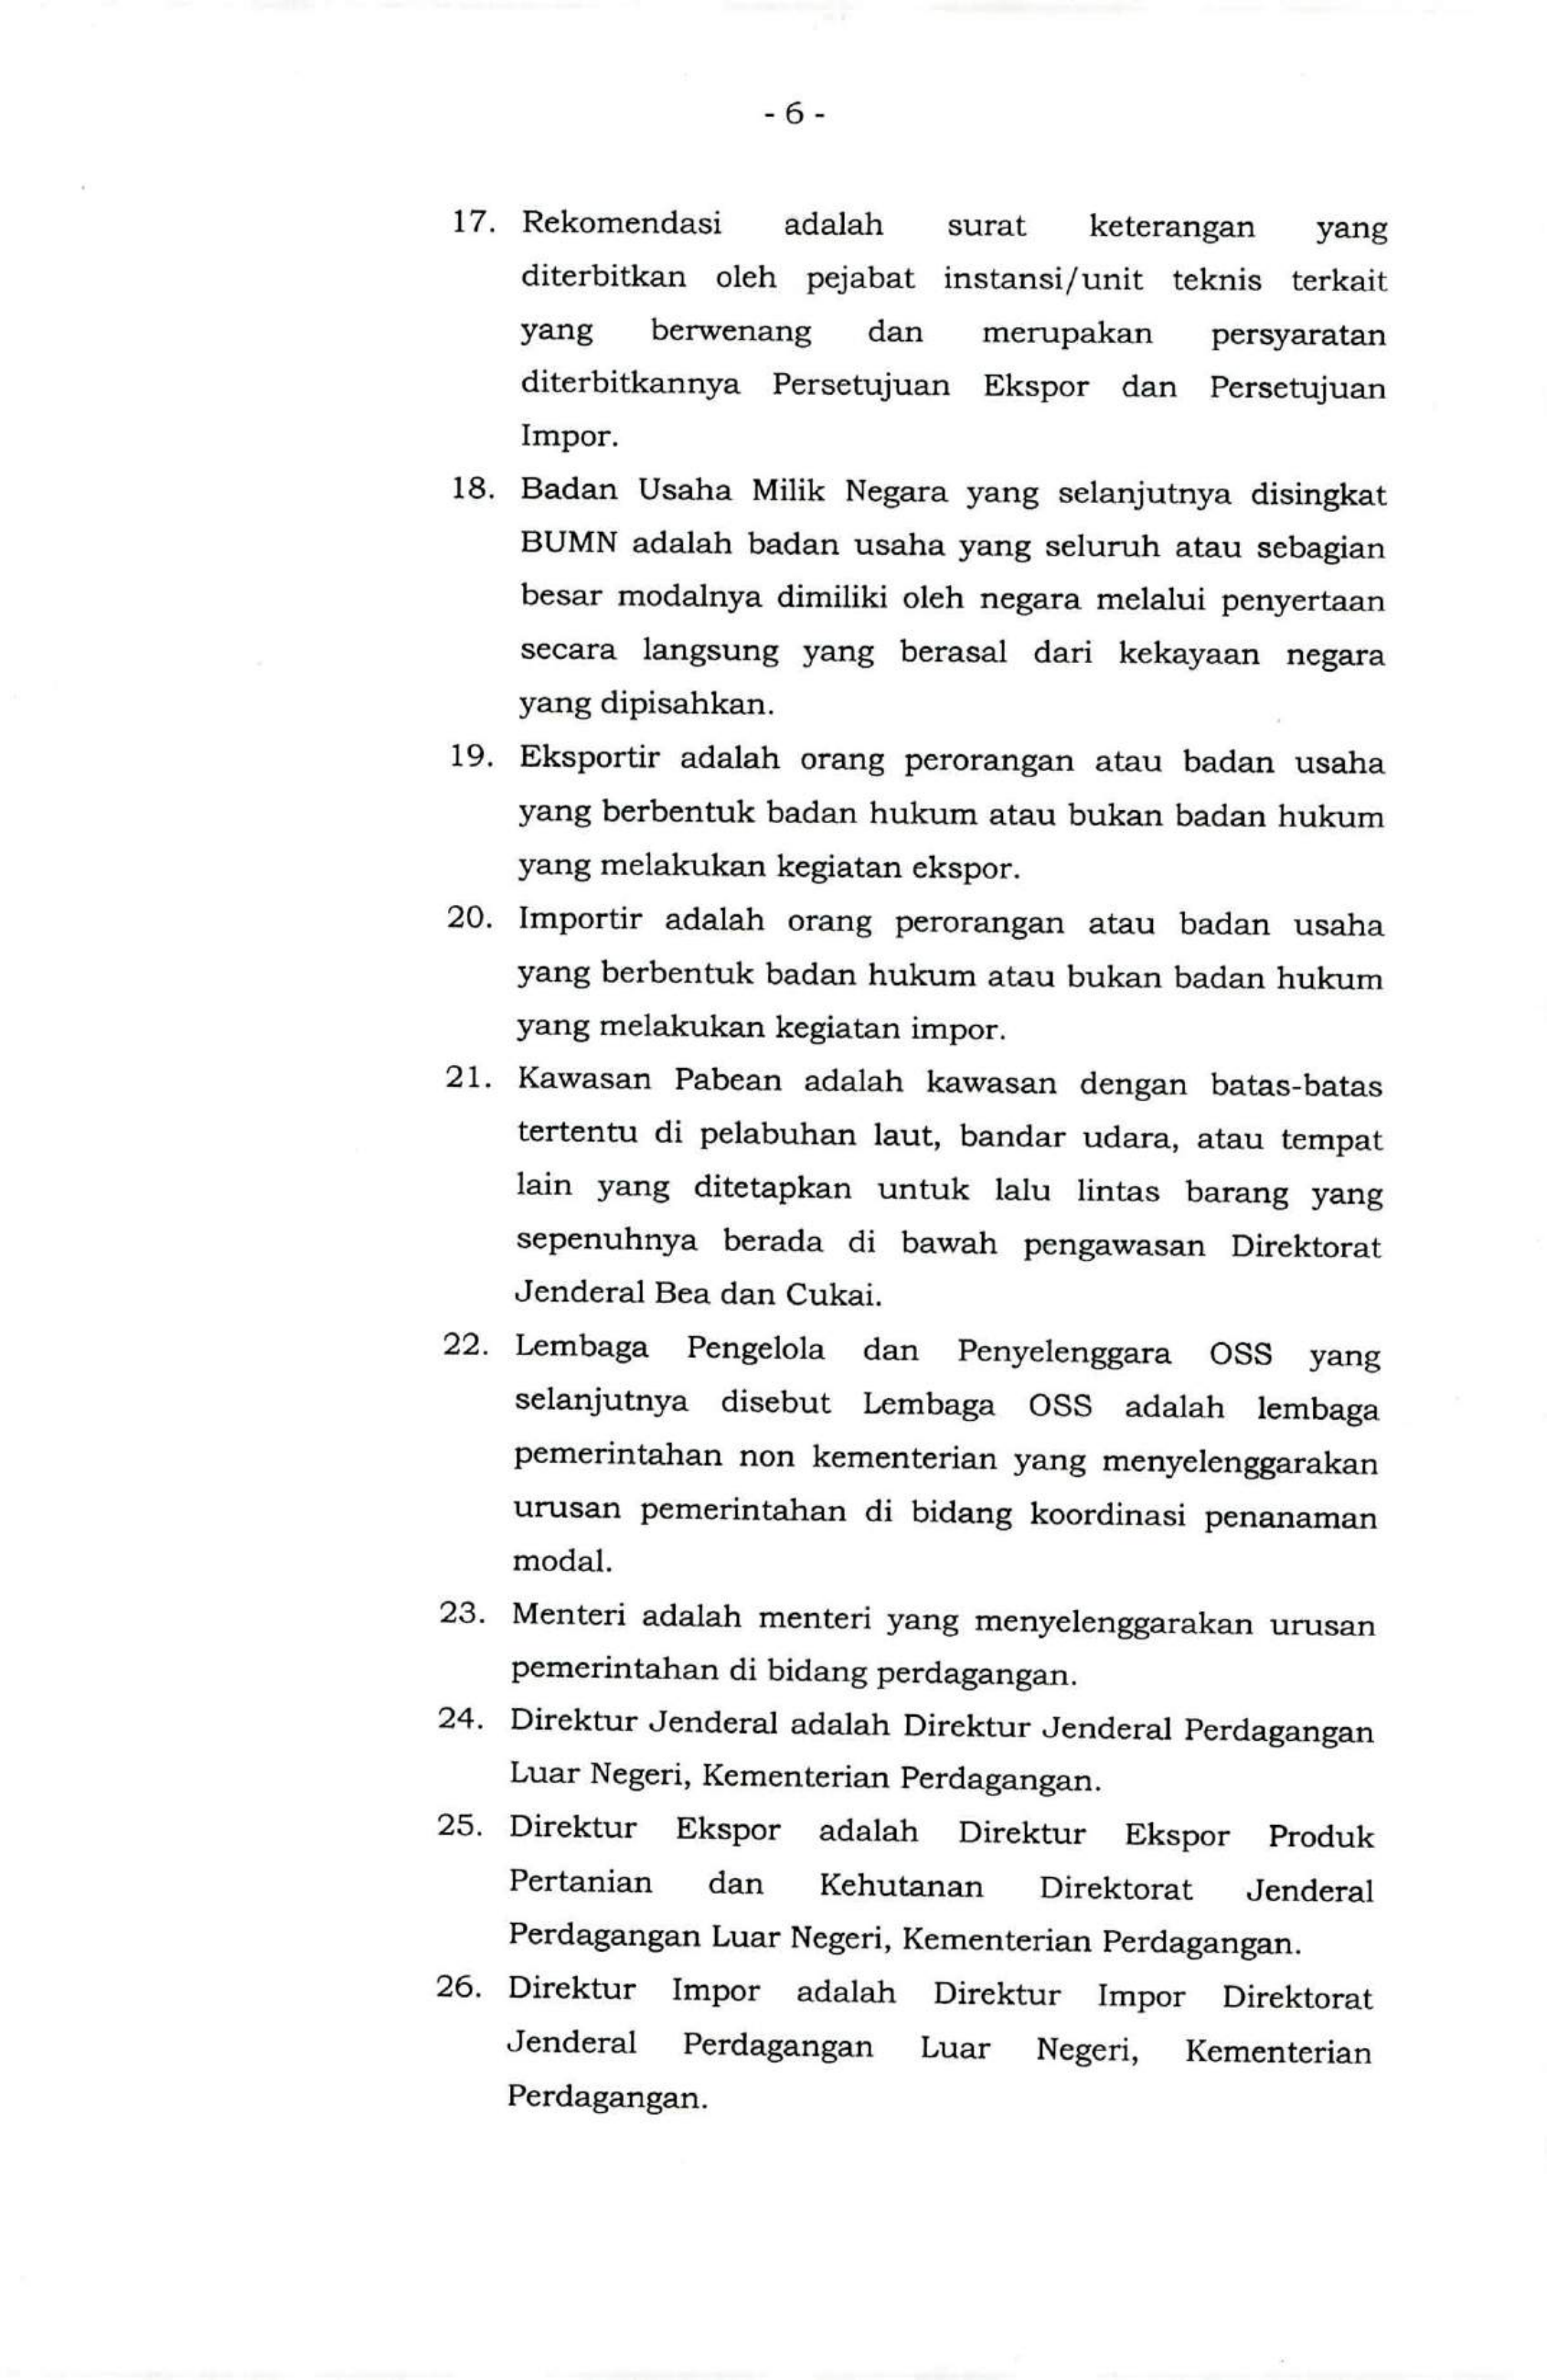 - 6 -
17. Rekomendasi adalah surat keterangan yang
diterbitkan oleh pejabat instansi/unit teknis terkait
yang berwenang dan merupakan persyaratan
diterbitkannya Persetujuan Ekspor dan Persetujuan
Impor.
18. Badan Usaha Milik Negara yang selanjutnya disingkat
BUMN adalah badan usaha yang seluruh atau sebagian
besar modalnya dimiliki oleh negara melalui penyertaan
secara langsung yang berasal dari kekayaan negara
yang dipisahkan.
19. Eksportir adalah orang perorangan atau badan usaha
yang berbentuk badan hukum atau bukan badan hukum
yang melakukan kegiatan ekspor.
20. Importir adalah orang perorangan atau badan usaha
yang berbentuk badan hukum atau bukan badan hukum
yang melakukan kegiatan impor.
21. Kawasan Pabean adalah kawasan dengan batas-batas
tertentu di pelabuhan laut, bandar udara, atau tempat
lain yang ditetapkan untuk lalu lintas barang yang
sepenuhnya berada di bawah pengawasan Direktorat
Jenderal Bea dan Cukai.
22. Lembaga Pengelola dan Penyelenggara OSS yang
selanjutnya disebut Lembaga OSS adalah lembaga
pemerintahan non kementerian yang menyelenggarakan
urusan pemerintahan di bidang koordinasi penanaman
modal.
23. Menteri adalah menteri yang menyelenggarakan urusan
pemerintahan di bidang perdagangan.
24. Direktur Jenderal adalah Direktur Jenderal Perdagangan
Luar Negeri, Kementerian Perdagangan.
25. Direktur Ekspor adalah Direktur Ekspor Produk
Pertanian dan Kehutanan Direktorat Jenderal
Perdagangan Luar Negeri, Kementerian Perdagangan.
26. Direktur Impor adalah Direktur Impor Direktorat
Jenderal Perdagangan Luar Negeri, Kementerian
Perdagangan.